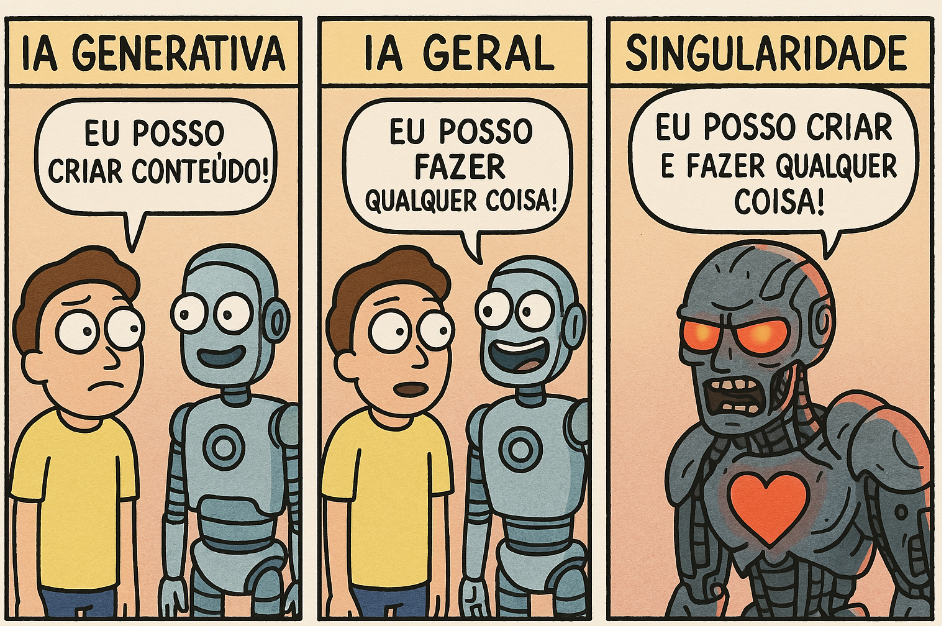 IA GENERATIVA
EU POSSO
CRIAR CONTEÚDO!
IA GERAL
EU POSSO
FAZER
QUALQUER COISA!
SINGULARIDADE
EU POSSO CRIAR
E FAZER QUALQUER
COISA!